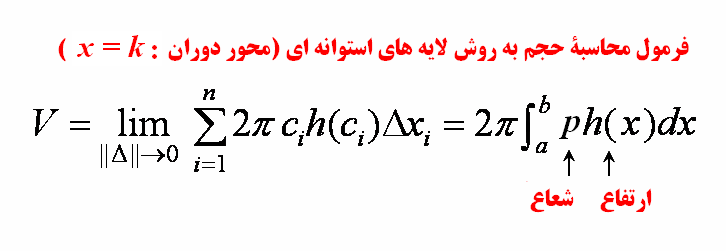 فرمول محاسبۀ حجم به روش لایه های استوانه ای (محور دوران : x = k )
V = lim_{||Δ||→0} Σ_{i=1}^{n} 2π c_i h(c_i) Δx_i = 2π ∫_a^b p h(x) dx
شعاع ارتفاع